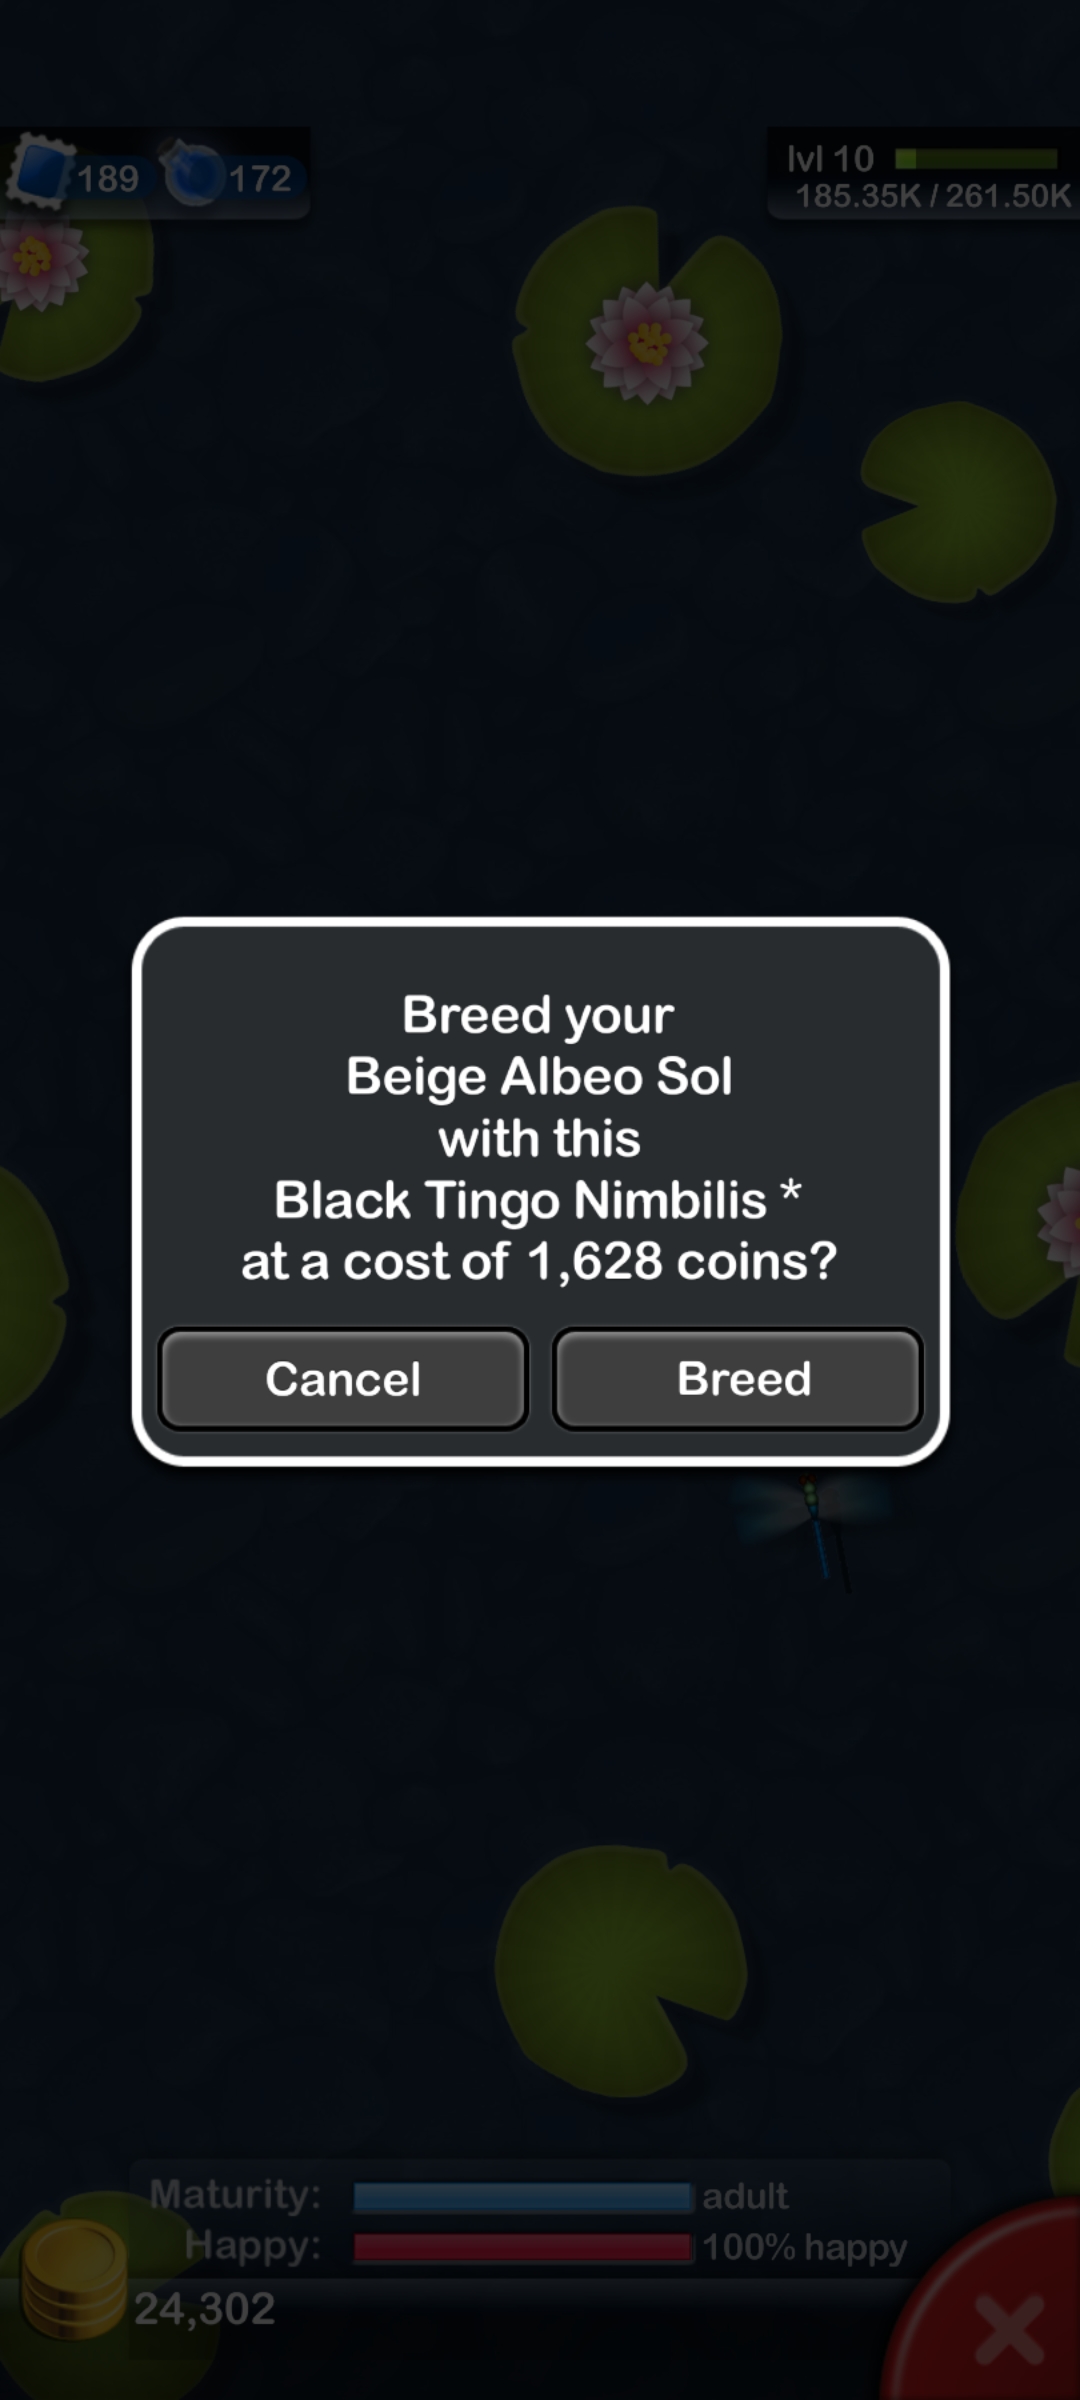 189 172
lvl 10
185.35K / 261.50K
Breed your
Beige Albeo Sol
with this
Black Tingo Nimbilis *
at a cost of 1,628 coins?
Cancel Breed
Maturity: adult
Happy: 100% happy
24,302